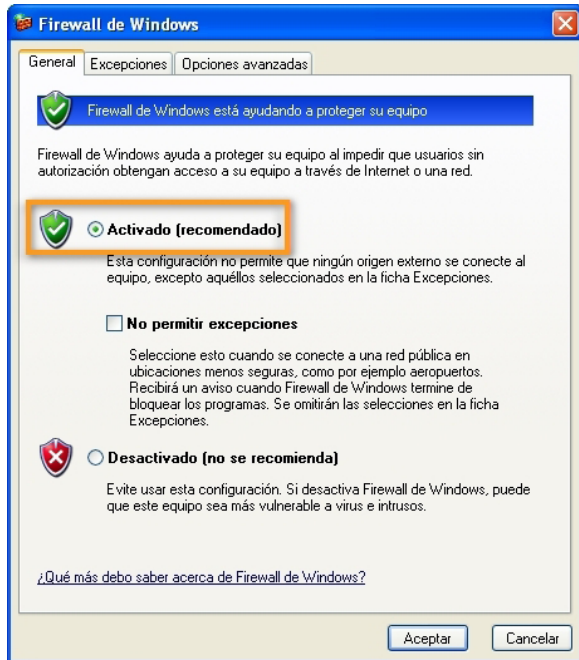 Firewall de Windows
General
Excepciones
Opciones avanzadas
Firewall de Windows está ayudando a proteger su equipo
Firewall de Windows ayuda a proteger su equipo al impedir que usuarios sin
autorización obtengan acceso a su equipo a través de Internet o una red.
Activado (recomendado)
Esta configuración no permite que ningún origen externo se conecte al
equipo, excepto aquéllos seleccionados en la ficha Excepciones.
No permitir excepciones
Seleccione esto cuando se conecte a una red pública en
ubicaciones menos seguras, como por ejemplo aeropuertos.
Recibirá un aviso cuando Firewall de Windows termine de
bloquear los programas. Se omitirán las selecciones en la ficha
Excepciones.
Desactivado (no se recomienda)
Evite usar esta configuración. Si desactiva Firewall de Windows, puede
que este equipo sea más vulnerable a virus e intrusos.
¿Qué más debo saber acerca de Firewall de Windows?
Aceptar
Cancelar